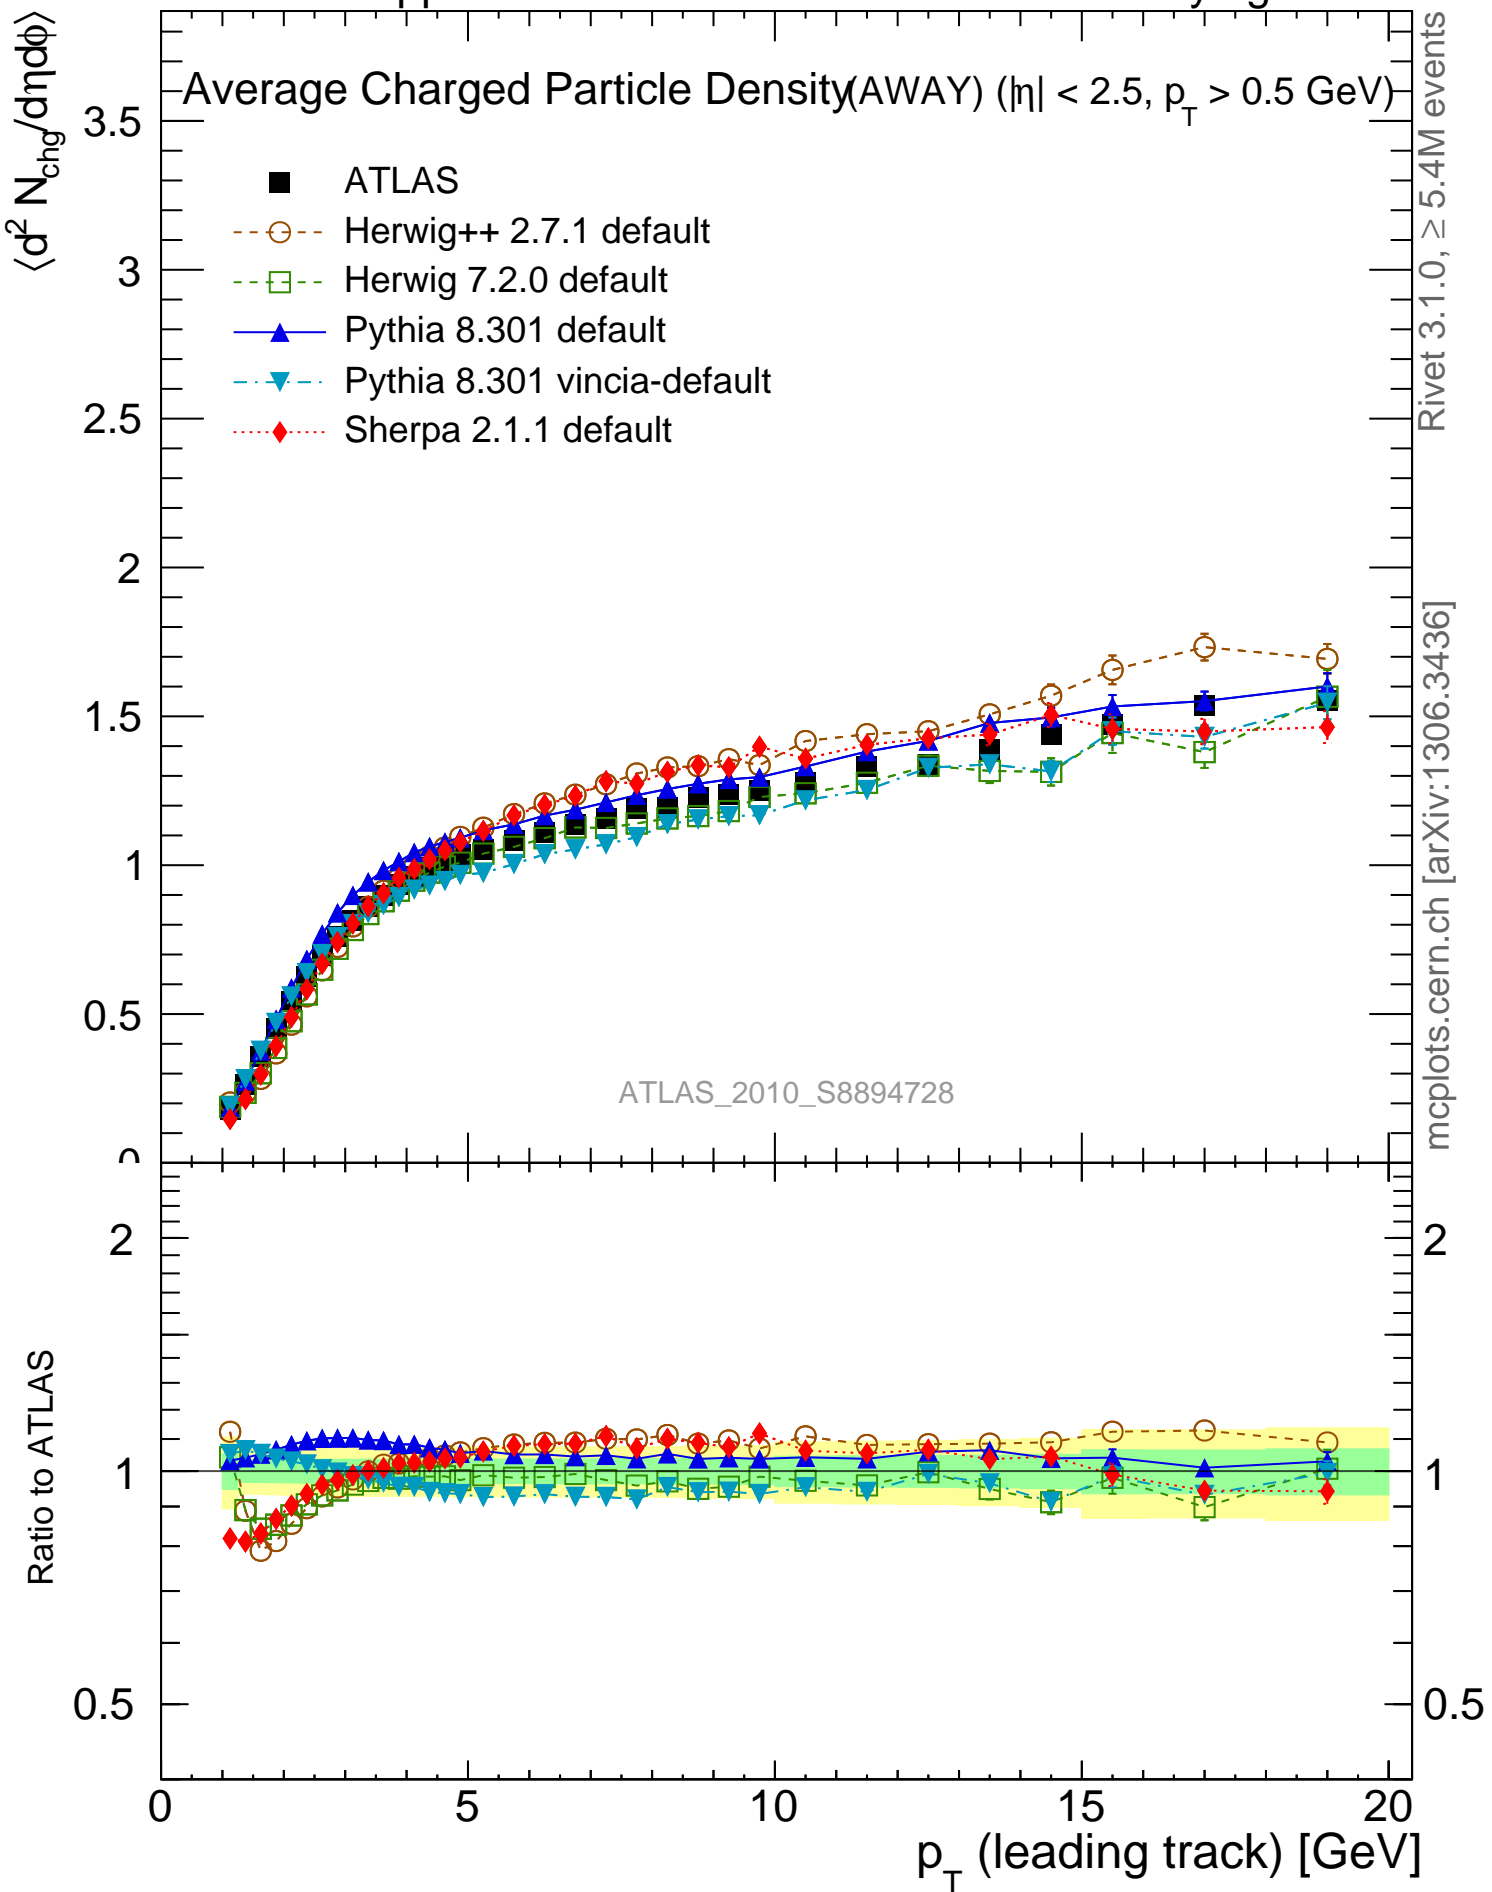 Average Charged Particle Density(AWAY) (|η| < 2.5, p_T > 0.5 GeV)
⟨d² N_chg/dηdϕ⟩
3.5
3
2.5
2
1.5
1
0.5
0
ATLAS
Herwig++ 2.7.1 default
Herwig 7.2.0 default
Pythia 8.301 default
Pythia 8.301 vincia-default
Sherpa 2.1.1 default
ATLAS_2010_S8894728
Rivet 3.1.0, ≥ 5.4M events
mcplots.cern.ch [arXiv:1306.3436]
Ratio to ATLAS
2
1
0.5
2
1
0.5
0
5
10
15
20
p_T (leading track) [GeV]